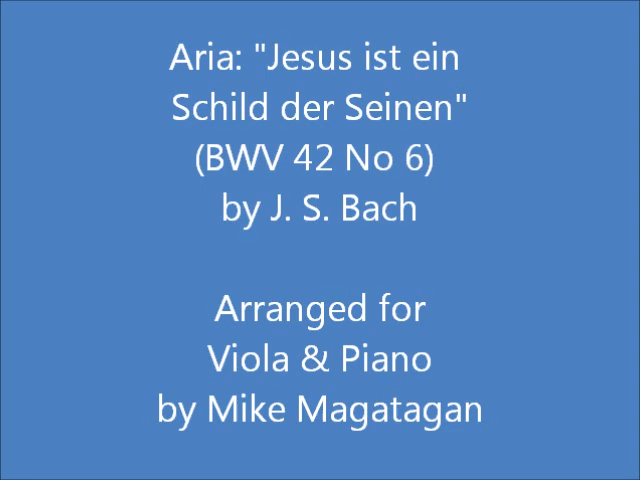 Aria: "Jesus ist ein
Schild der Seinen"
(BWV 42 No 6)
by J. S. Bach
Arranged for
Viola & Piano
by Mike Magatagan